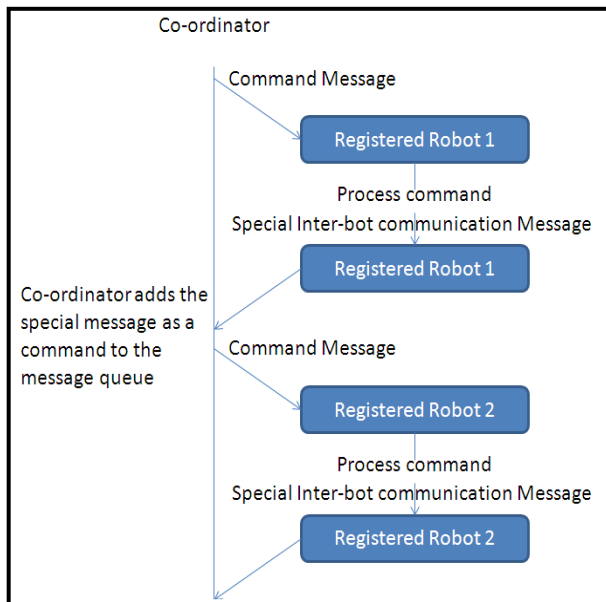 Co-ordinator
Command Message
Registered Robot 1
Process command
Special Inter-bot communication Message
Registered Robot 1
Co-ordinator adds the
special message as a
command to the
message queue
Command Message
Registered Robot 2
Process command
Special Inter-bot communication Message
Registered Robot 2